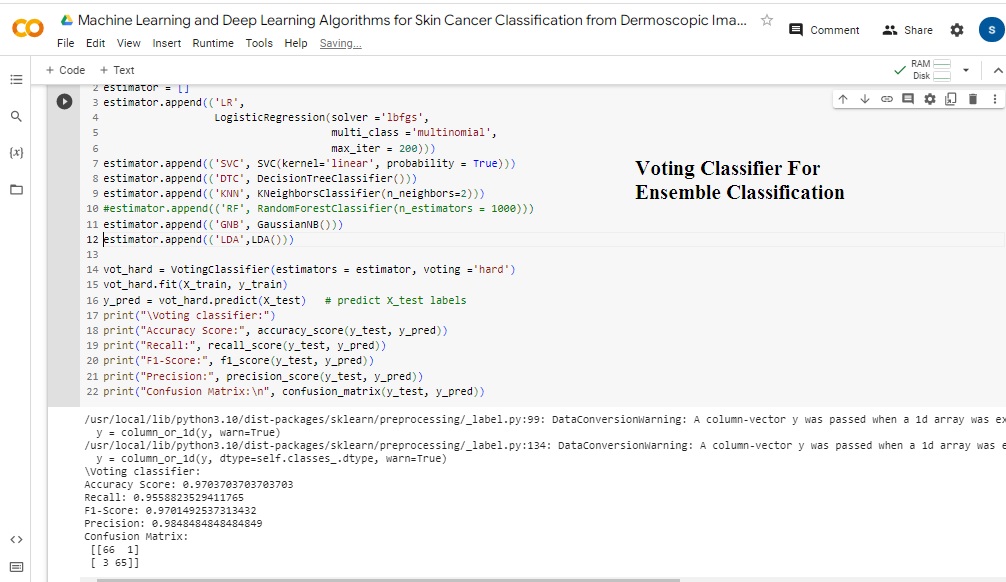 CO Machine Learning and Deep Learning Algorithms for Skin Cancer Classification from Dermoscopic Ima...
Comment Share S
File Edit View Insert Runtime Tools Help Saving...
+ Code + Text
RAM
Disk
2 estimator = []
3 estimator.append(('LR',
4 LogisticRegression(solver ='lbfgs',
5 multi_class ='multinomial',
6 max_iter = 200)))
7 estimator.append(('SVC', SVC(kernel='linear', probability = True)))
8 estimator.append(('DTC', DecisionTreeClassifier()))
9 estimator.append(('KNN', KNeighborsClassifier(n_neighbors=2)))
10 #estimator.append(('RF', RandomForestClassifier(n_estimators = 1000)))
11 estimator.append(('GNB', GaussianNB()))
12 estimator.append(('LDA',LDA()))
13
14 vot_hard = VotingClassifier(estimators = estimator, voting ='hard')
15 vot_hard.fit(X_train, y_train)
16 y_pred = vot_hard.predict(X_test) # predict X_test labels
17 print("\Voting classifier:")
18 print("Accuracy Score:", accuracy_score(y_test, y_pred))
19 print("Recall:", recall_score(y_test, y_pred))
20 print("F1-Score:", f1_score(y_test, y_pred))
21 print("Precision:", precision_score(y_test, y_pred))
22 print("Confusion Matrix:\n", confusion_matrix(y_test, y_pred))
Voting Classifier For
Ensemble Classification
/usr/local/lib/python3.10/dist-packages/sklearn/preprocessing/_label.py:99: DataConversionWarning: A column-vector y was passed when a 1d array was ex
y = column_or_1d(y, warn=True)
/usr/local/lib/python3.10/dist-packages/sklearn/preprocessing/_label.py:134: DataConversionWarning: A column-vector y was passed when a 1d array was e
y = column_or_1d(y, dtype=self.classes_.dtype, warn=True)
\Voting classifier:
Accuracy Score: 0.9703703703703703
Recall: 0.9558823529411765
F1-Score: 0.9701492537313432
Precision: 0.9848484848484849
Confusion Matrix:
[[66 1]
[ 3 65]]